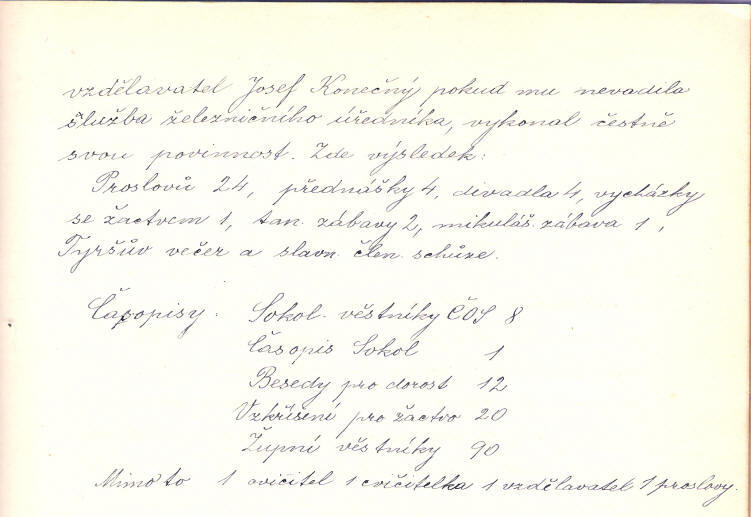 vzdělavatel Josef Konečný pokud mu nevadila
služba železničního úředníka, vykonal čestně
svou povinnost. Zde výsledek:
Proslovů 24, přednášky 4, divadla 4, vycházky
se žactvem 1, tan. zábavy 2, mikuláš. zábava 1,
Tyršův večer a slavn. člen. schůze.
Časopisy. Sokol. věstníky ČOS 8
Časopis Sokol 1
Besedy pro dorost 12
Vzkříšení pro žactvo 20
Župní věstníky 90
Mimo to 1 cvičitel 1 cvičitelka 1 vzdělavatel 1 proslovy.